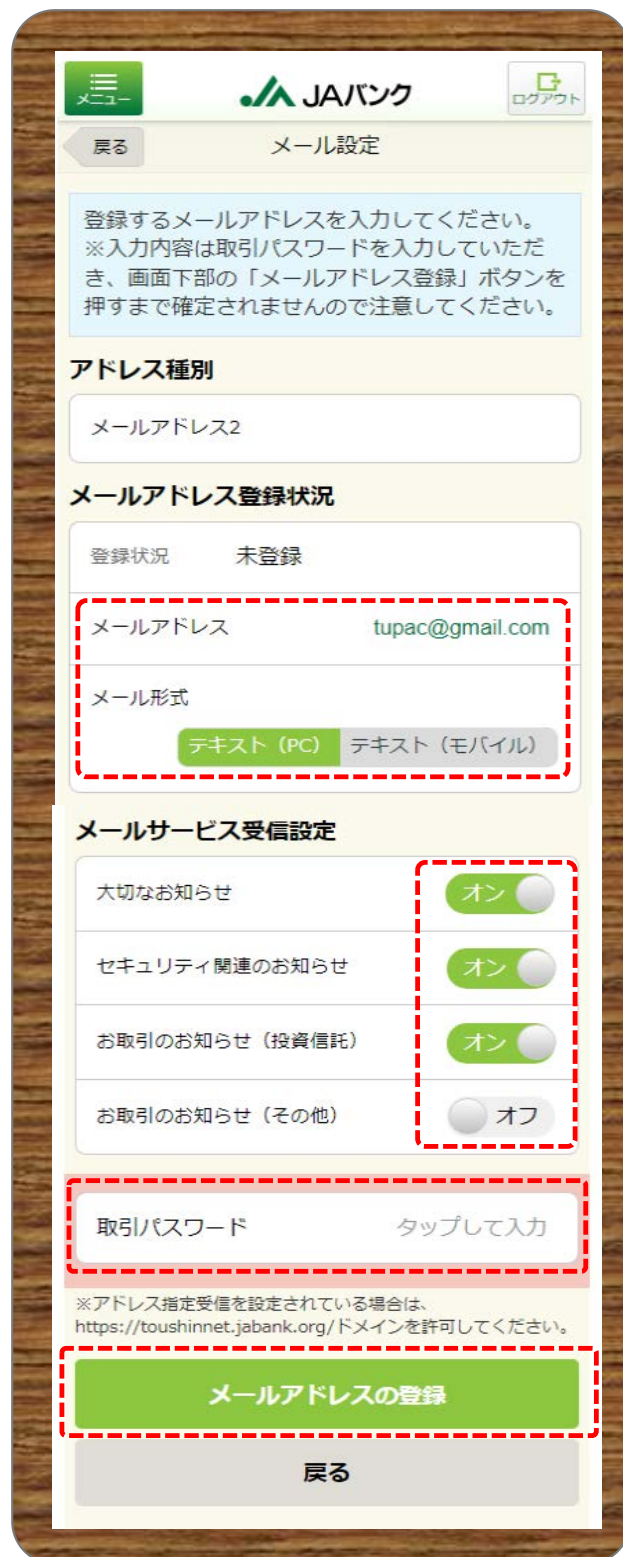 メニュー
JAバンク
ログアウト
戻る
メール設定
登録するメールアドレスを入力してください。
※入力内容は取引パスワードを入力していただ
き、画面下部の「メールアドレス登録」ボタンを
押すまで確定されませんので注意してください。
アドレス種別
メールアドレス2
メールアドレス登録状況
登録状況 未登録
メールアドレス tupac@gmail.com
メール形式
テキスト（PC） テキスト（モバイル）
メールサービス受信設定
大切なお知らせ オン
セキュリティ関連のお知らせ オン
お取引のお知らせ（投資信託） オン
お取引のお知らせ（その他） オフ
取引パスワード タップして入力
※アドレス指定受信を設定されている場合は、
https://toushinnet.jabank.org/ドメインを許可してください。
メールアドレスの登録
戻る